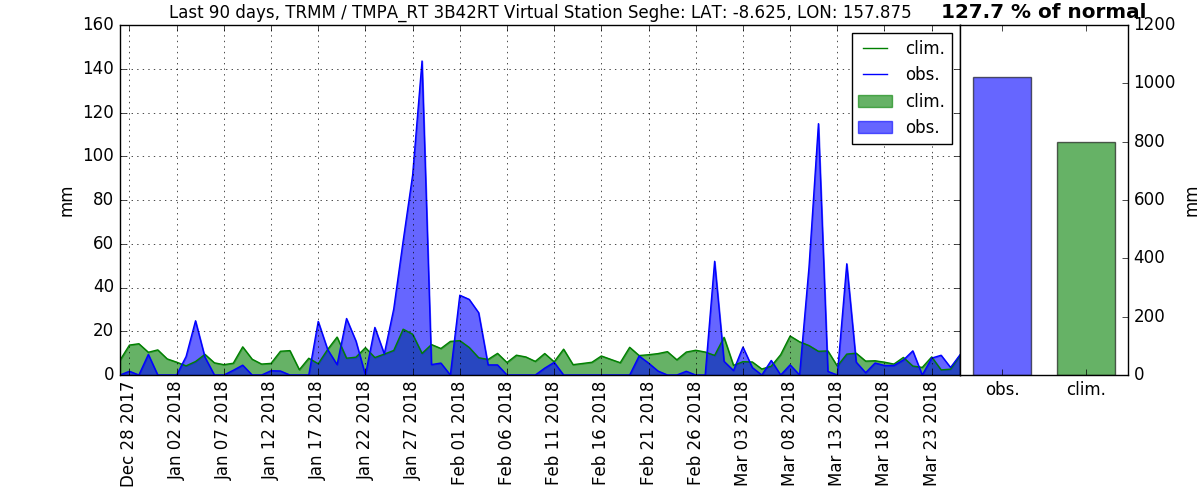 Last 90 days, TRMM / TMPA_RT 3B42RT Virtual Station Seghe: LAT: -8.625, LON: 157.875
127.7 % of normal
160
140
120
100
80
60
40
20
0
mm
clim.
obs.
clim.
obs.
Dec 28 2017
Jan 02 2018
Jan 07 2018
Jan 12 2018
Jan 17 2018
Jan 22 2018
Jan 27 2018
Feb 01 2018
Feb 06 2018
Feb 11 2018
Feb 16 2018
Feb 21 2018
Feb 26 2018
Mar 03 2018
Mar 08 2018
Mar 13 2018
Mar 18 2018
Mar 23 2018
1200
1000
800
600
400
200
0
mm
obs.
clim.